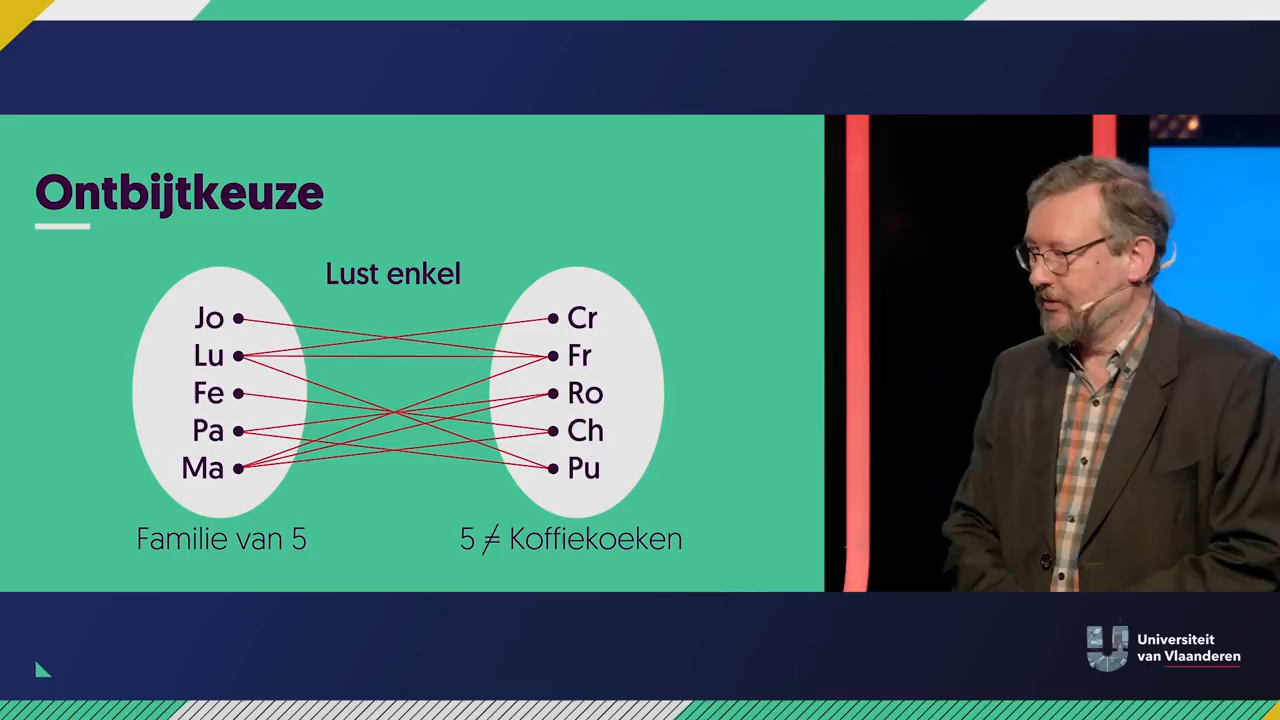 Ontbijtkeuze
Lust enkel
Jo
Lu
Fe
Pa
Ma
Cr
Fr
Ro
Ch
Pu
Familie van 5
5 ≠ Koffiekoeken
Universiteit
van Vlaanderen